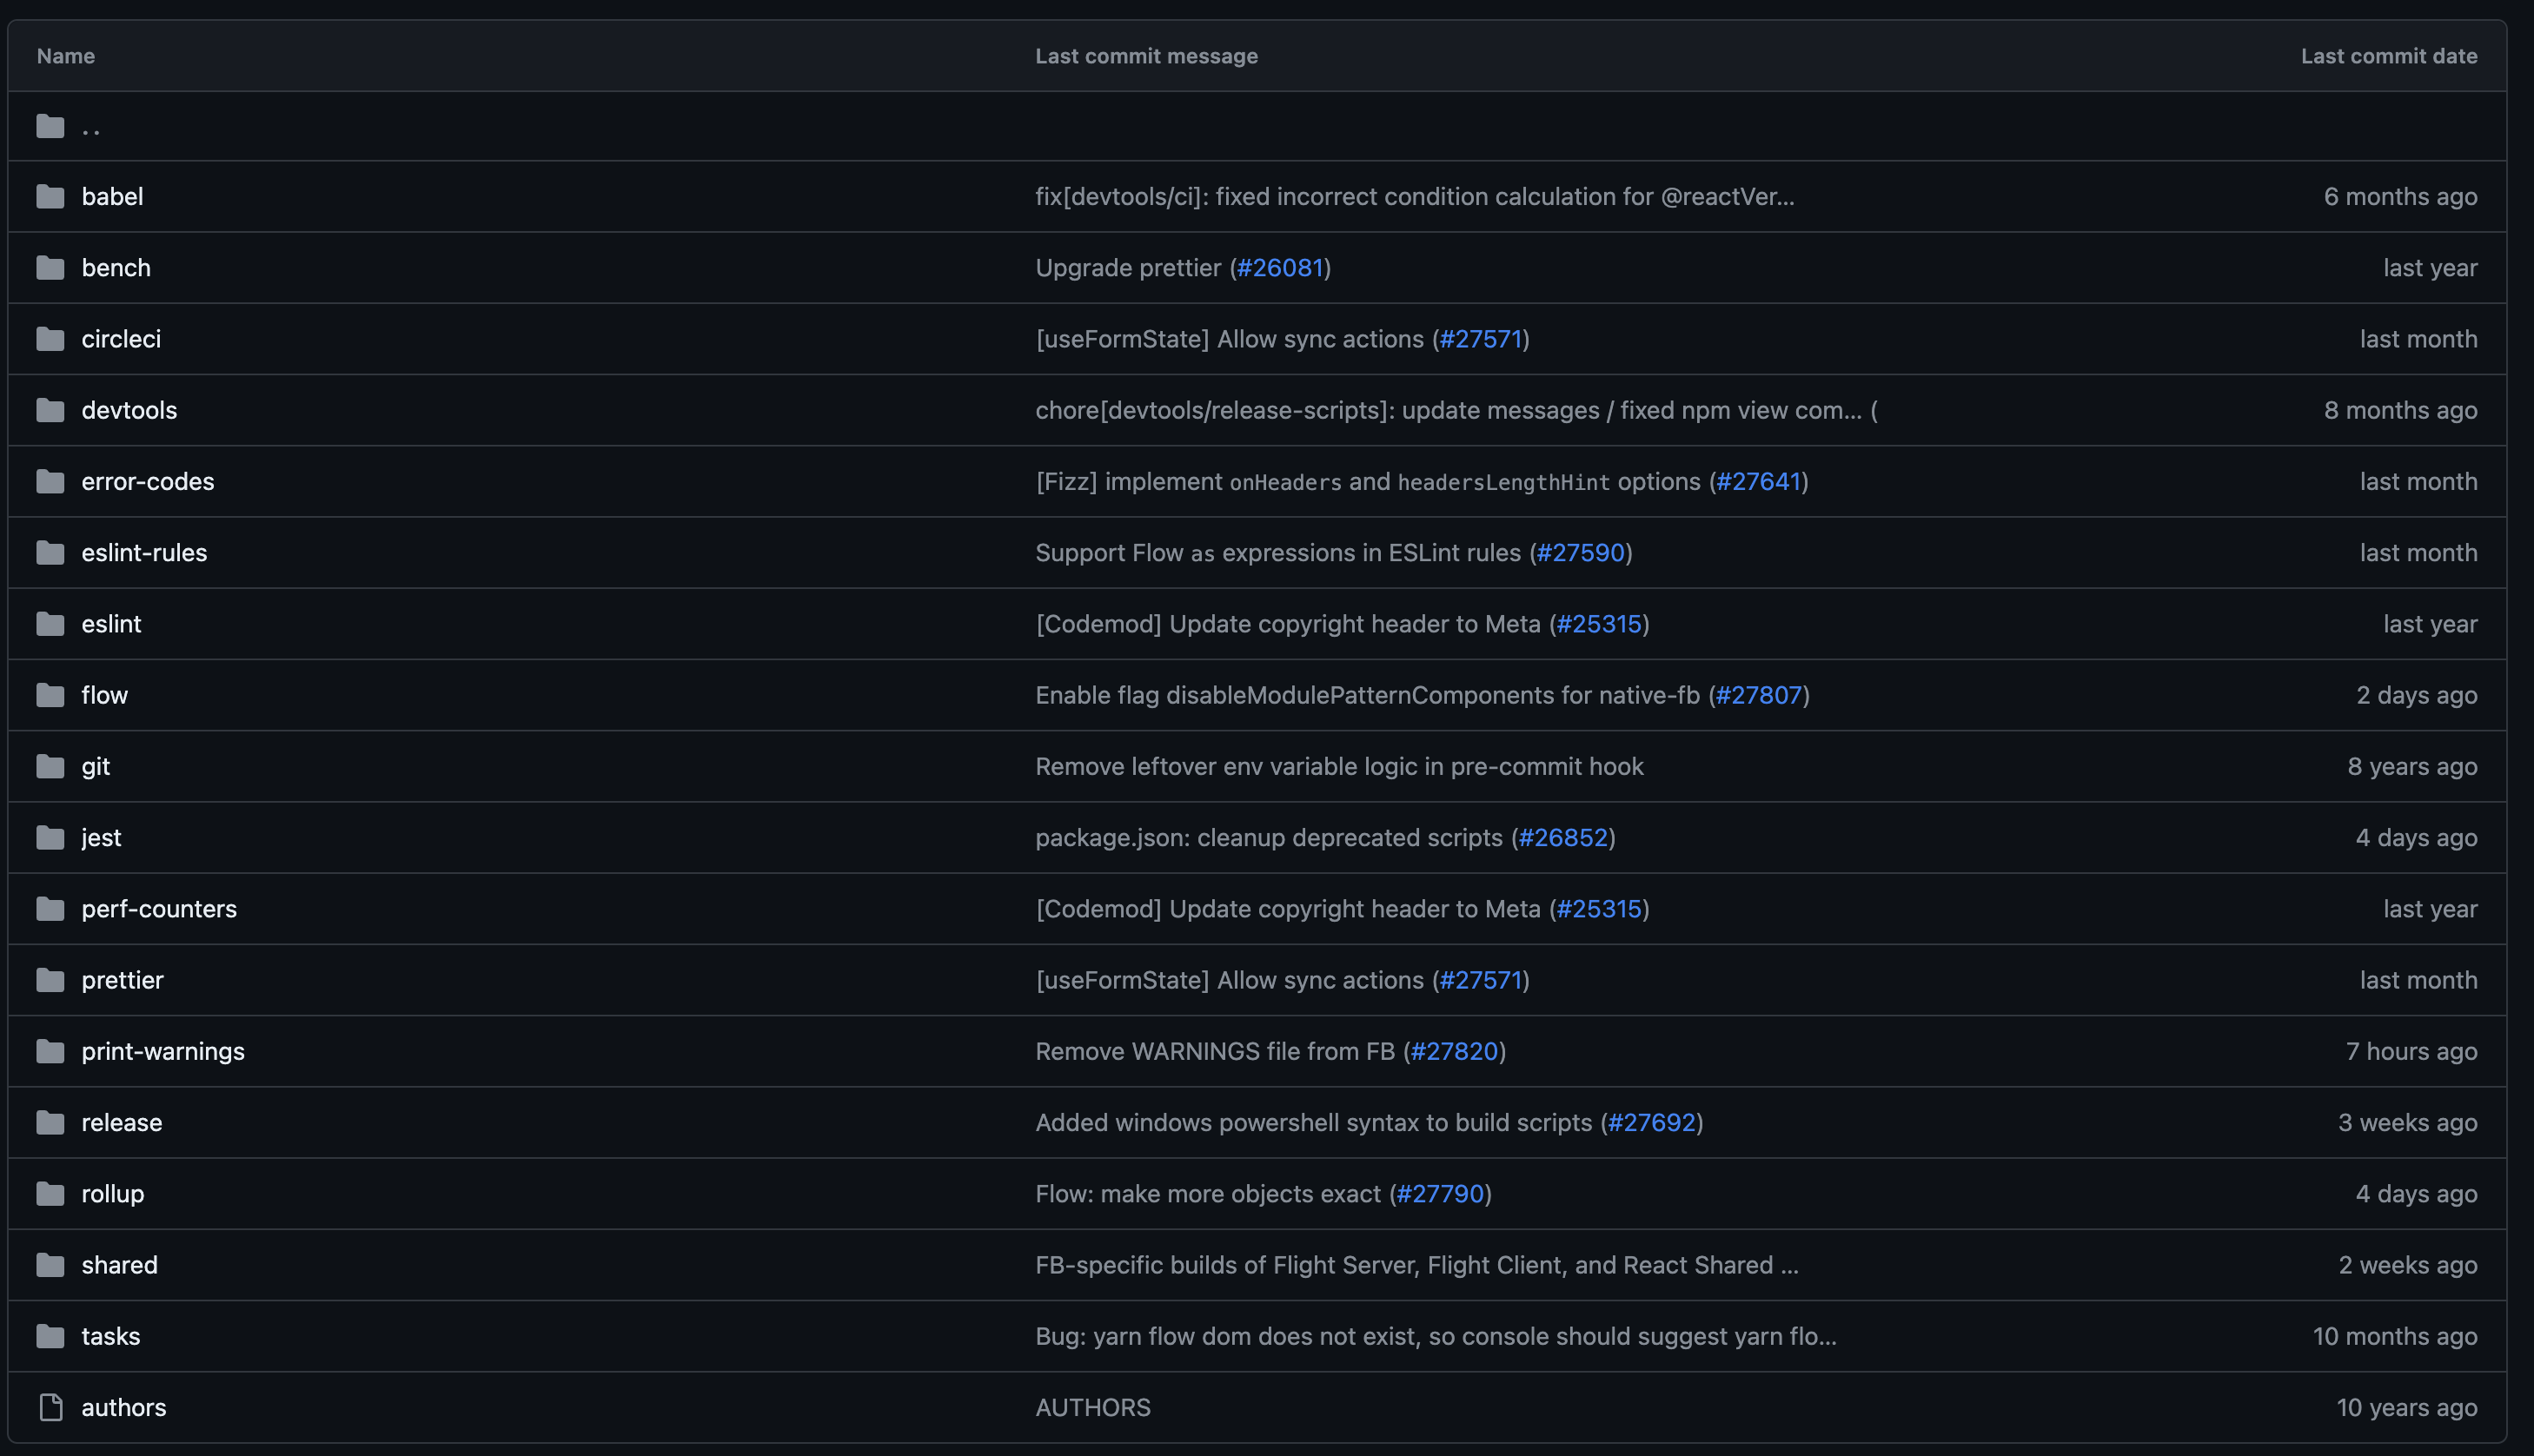 Name Last commit message Last commit date
..
babel fix[devtools/ci]: fixed incorrect condition calculation for @reactVer... 6 months ago
bench Upgrade prettier (#26081) last year
circleci [useFormState] Allow sync actions (#27571) last month
devtools chore[devtools/release-scripts]: update messages / fixed npm view com... ( 8 months ago
error-codes [Fizz] implement onHeaders and headersLengthHint options (#27641) last month
eslint-rules Support Flow as expressions in ESLint rules (#27590) last month
eslint [Codemod] Update copyright header to Meta (#25315) last year
flow Enable flag disableModulePatternComponents for native-fb (#27807) 2 days ago
git Remove leftover env variable logic in pre-commit hook 8 years ago
jest package.json: cleanup deprecated scripts (#26852) 4 days ago
perf-counters [Codemod] Update copyright header to Meta (#25315) last year
prettier [useFormState] Allow sync actions (#27571) last month
print-warnings Remove WARNINGS file from FB (#27820) 7 hours ago
release Added windows powershell syntax to build scripts (#27692) 3 weeks ago
rollup Flow: make more objects exact (#27790) 4 days ago
shared FB-specific builds of Flight Server, Flight Client, and React Shared ... 2 weeks ago
tasks Bug: yarn flow dom does not exist, so console should suggest yarn flo... 10 months ago
authors AUTHORS 10 years ago